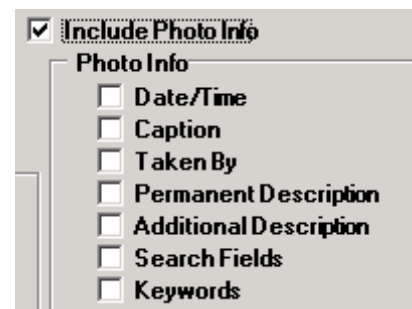 Include Photo Info
Photo Info
Date/Time
Caption
Taken By
Permanent Description
Additional Description
Search Fields
Keywords